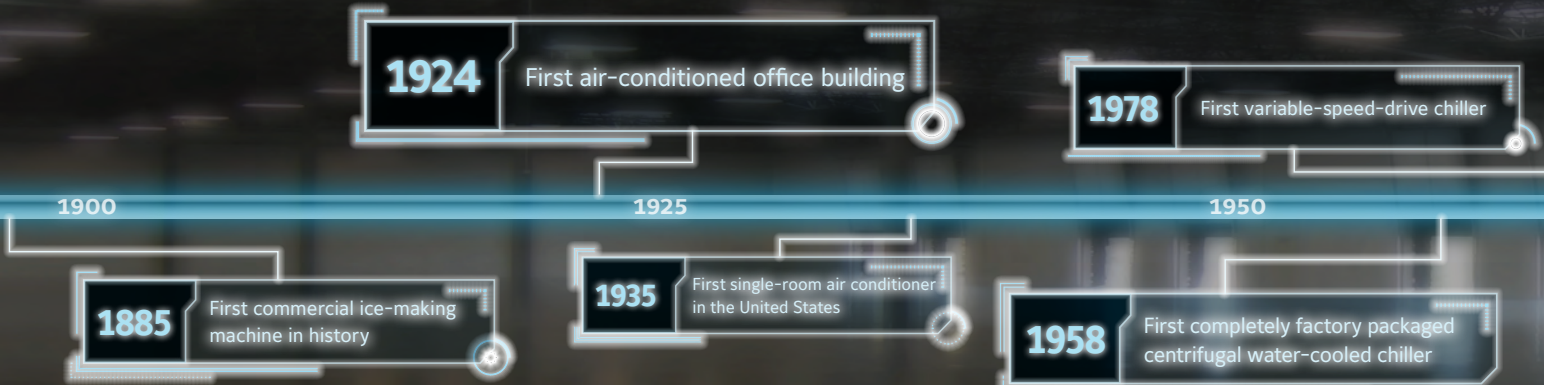 1924
First air-conditioned office building
1978
First variable-speed-drive chiller
1900
1925
1950
1885
First commercial ice-making
machine in history
1935
First single-room air conditioner
in the United States
1958
First completely factory packaged
centrifugal water-cooled chiller